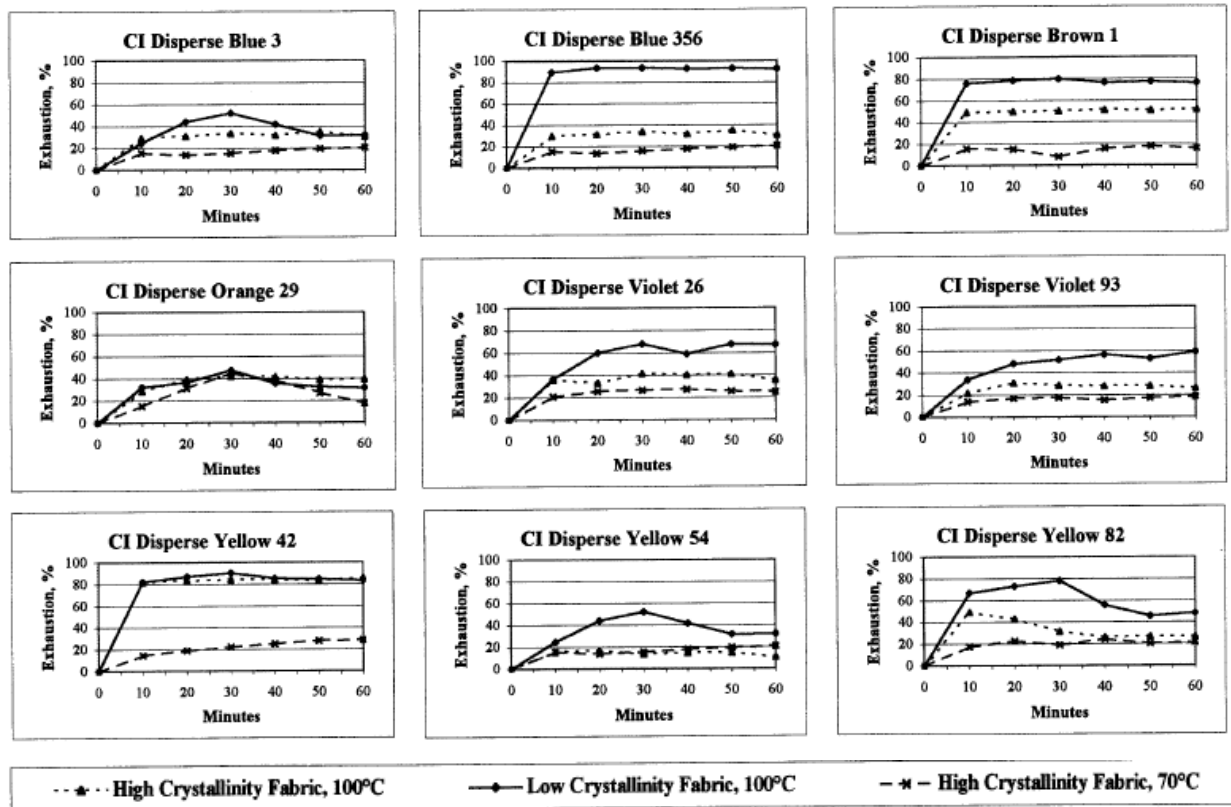 CI Disperse Blue 3
Exhaustion, %
100
80
60
40
20
0
0 10 20 30 40 50 60
Minutes
CI Disperse Blue 356
Exhaustion, %
100
80
60
40
20
0
0 10 20 30 40 50 60
Minutes
CI Disperse Brown 1
Exhaustion, %
100
80
60
40
20
0
0 10 20 30 40 50 60
Minutes
CI Disperse Orange 29
Exhaustion, %
100
80
60
40
20
0
0 10 20 30 40 50 60
Minutes
CI Disperse Violet 26
Exhaustion, %
100
80
60
40
20
0
0 10 20 30 40 50 60
Minutes
CI Disperse Violet 93
Exhaustion, %
100
80
60
40
20
0
0 10 20 30 40 50 60
Minutes
CI Disperse Yellow 42
Exhaustion, %
100
80
60
40
20
0
0 10 20 30 40 50 60
Minutes
CI Disperse Yellow 54
Exhaustion, %
100
80
60
40
20
0
0 10 20 30 40 50 60
Minutes
CI Disperse Yellow 82
Exhaustion, %
100
80
60
40
20
0
0 10 20 30 40 50 60
Minutes
High Crystallinity Fabric, 100°C Low Crystallinity Fabric, 100°C High Crystallinity Fabric, 70°C